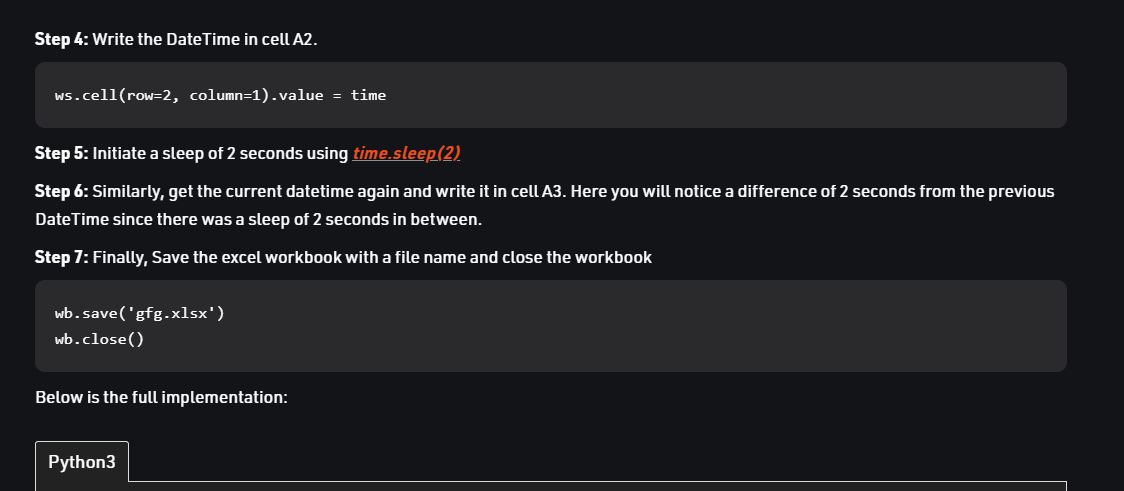 Step 4: Write the DateTime in cell A2.
ws.cell(row=2, column=1).value = time
Step 5: Initiate a sleep of 2 seconds using time.sleep(2)
Step 6: Similarly, get the current datetime again and write it in cell A3. Here you will notice a difference of 2 seconds from the previous
DateTime since there was a sleep of 2 seconds in between.
Step 7: Finally, Save the excel workbook with a file name and close the workbook
wb.save('gfg.xlsx')
wb.close()
Below is the full implementation:
Python3